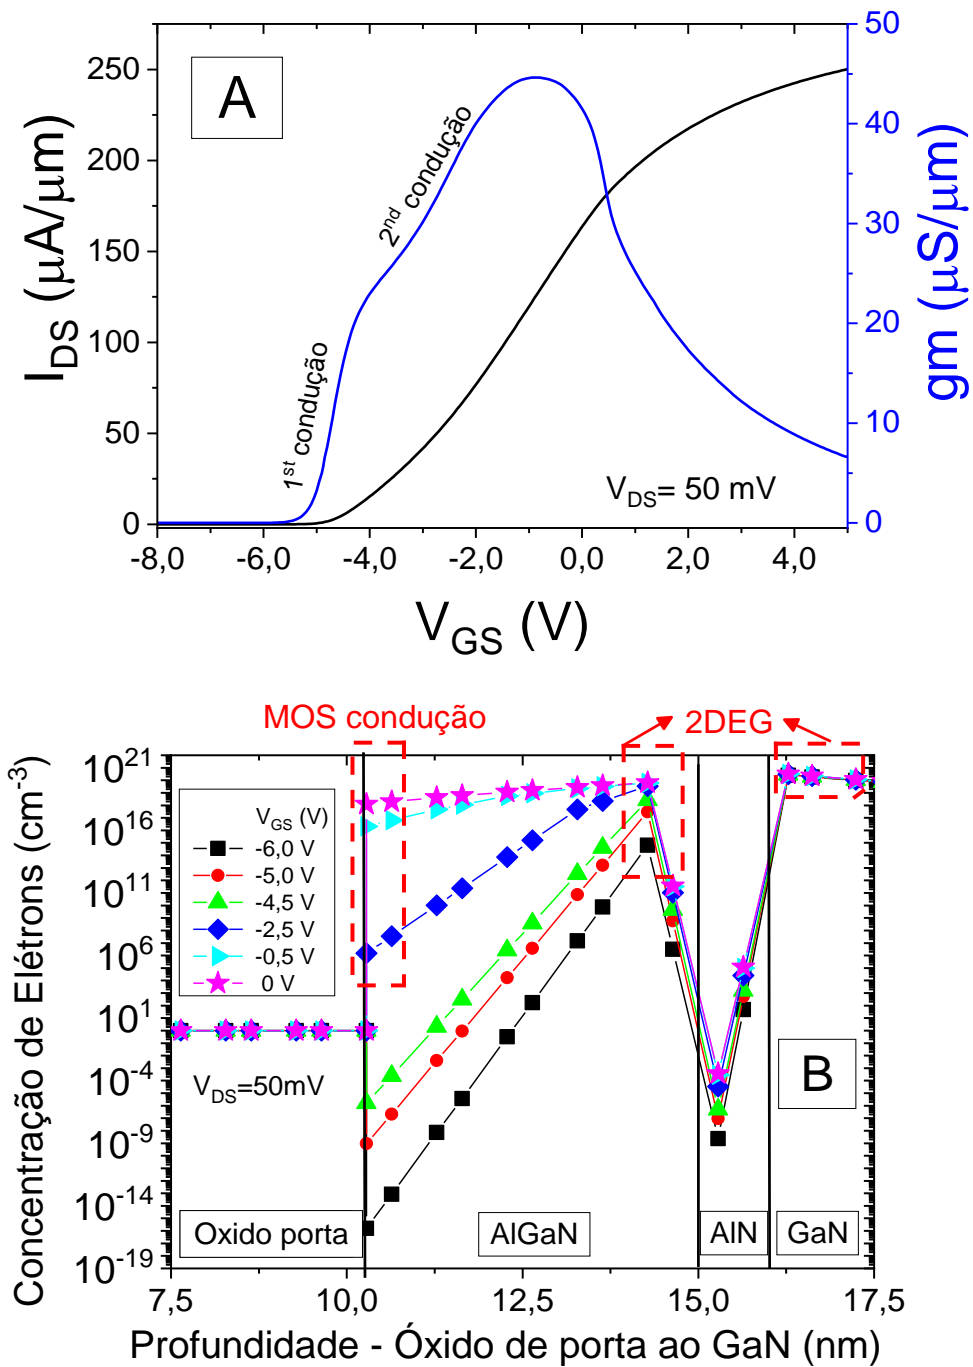 A
I_DS (μA/μm)
gm (μS/μm)
250
200
150
100
50
0
50
40
30
20
10
0
1st condução
2nd condução
V_DS= 50 mV
-8,0 -6,0 -4,0 -2,0 0,0 2,0 4,0
V_GS (V)
MOS condução
2DEG
Concentração de Elétrons (cm-3)
10^21
10^16
10^11
10^6
10^1
10^-4
10^-9
10^-14
10^-19
V_GS (V)
-6,0 V
-5,0 V
-4,5 V
-2,5 V
-0,5 V
0 V
V_DS=50mV
B
Oxido porta
AlGaN
AlN
GaN
7,5 10,0 12,5 15,0 17,5
Profundidade - Óxido de porta ao GaN (nm)